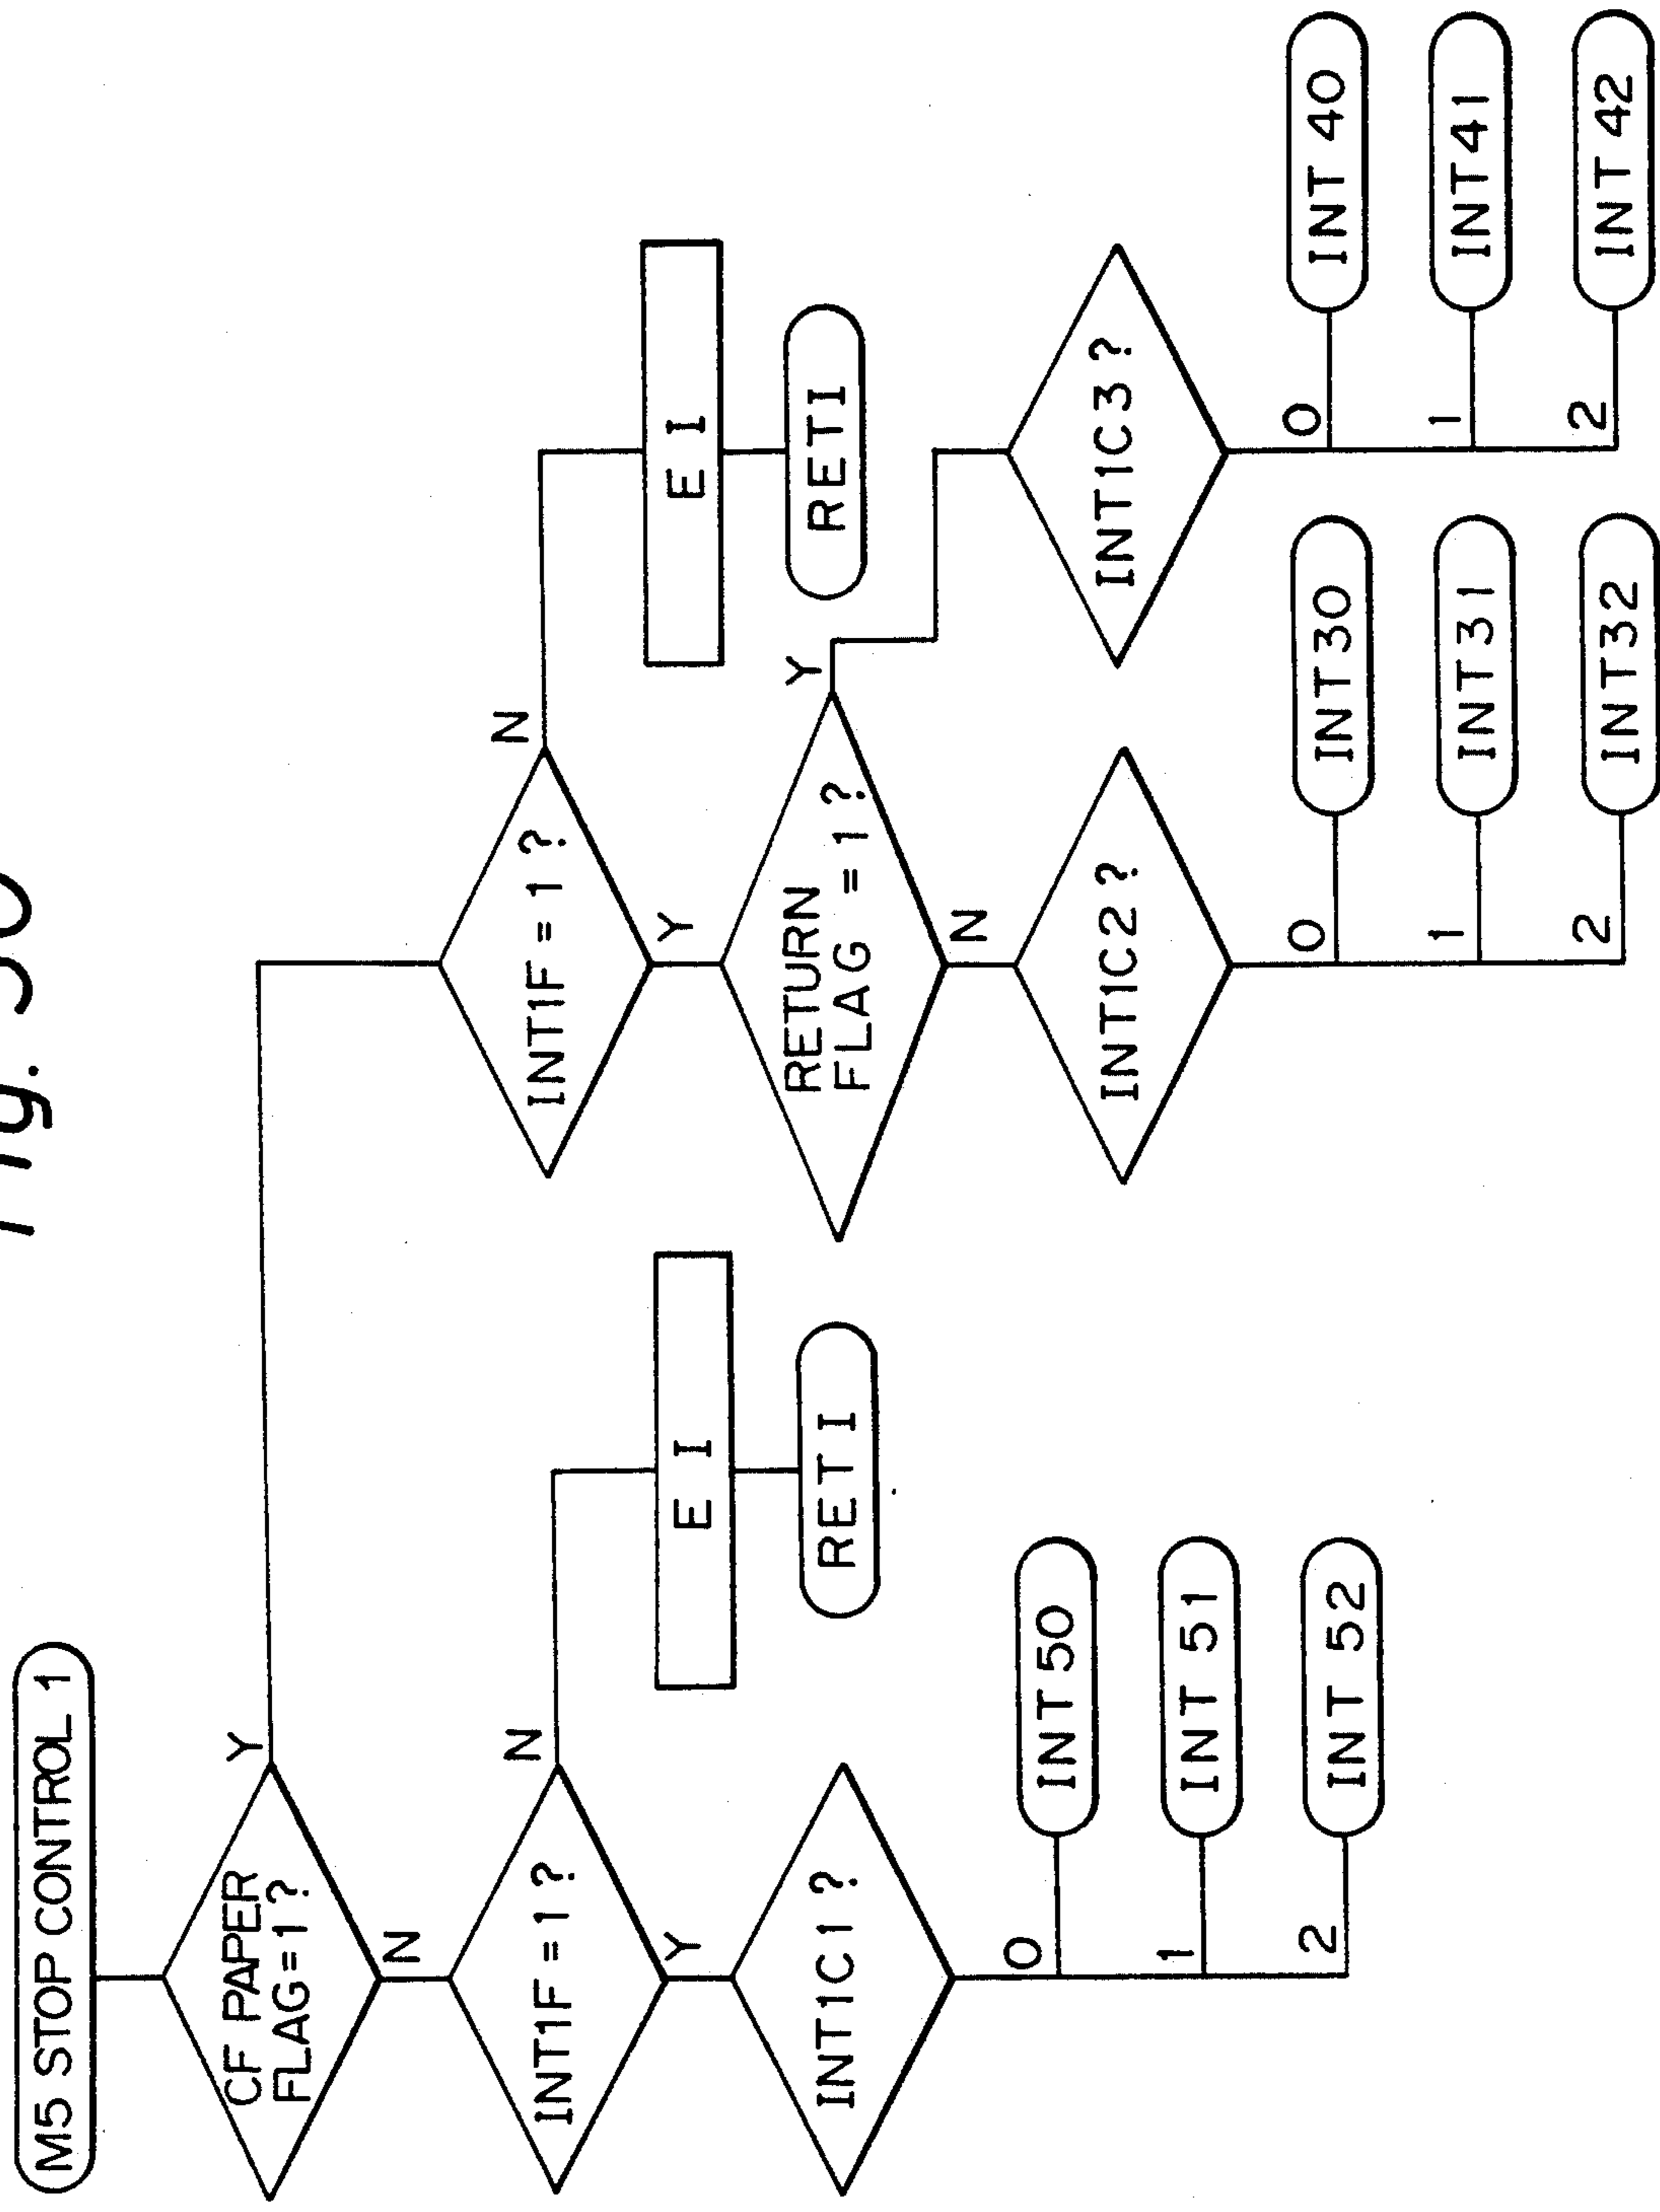 M5 STOP CONTROL 1
CF PAPER
FLAG=1?
Y
N
INT1F=1?
N
Y
E I
RETI
INT1C1?
0
INT50
1
INT 51
2
INT 52
INT1F=1?
N
Y
E I
RETI
RETURN
FLAG=1?
Y
N
INT1C2?
0
INT30
1
INT31
2
INT32
INT1C3?
0
INT 40
1
INT41
2
INT 42